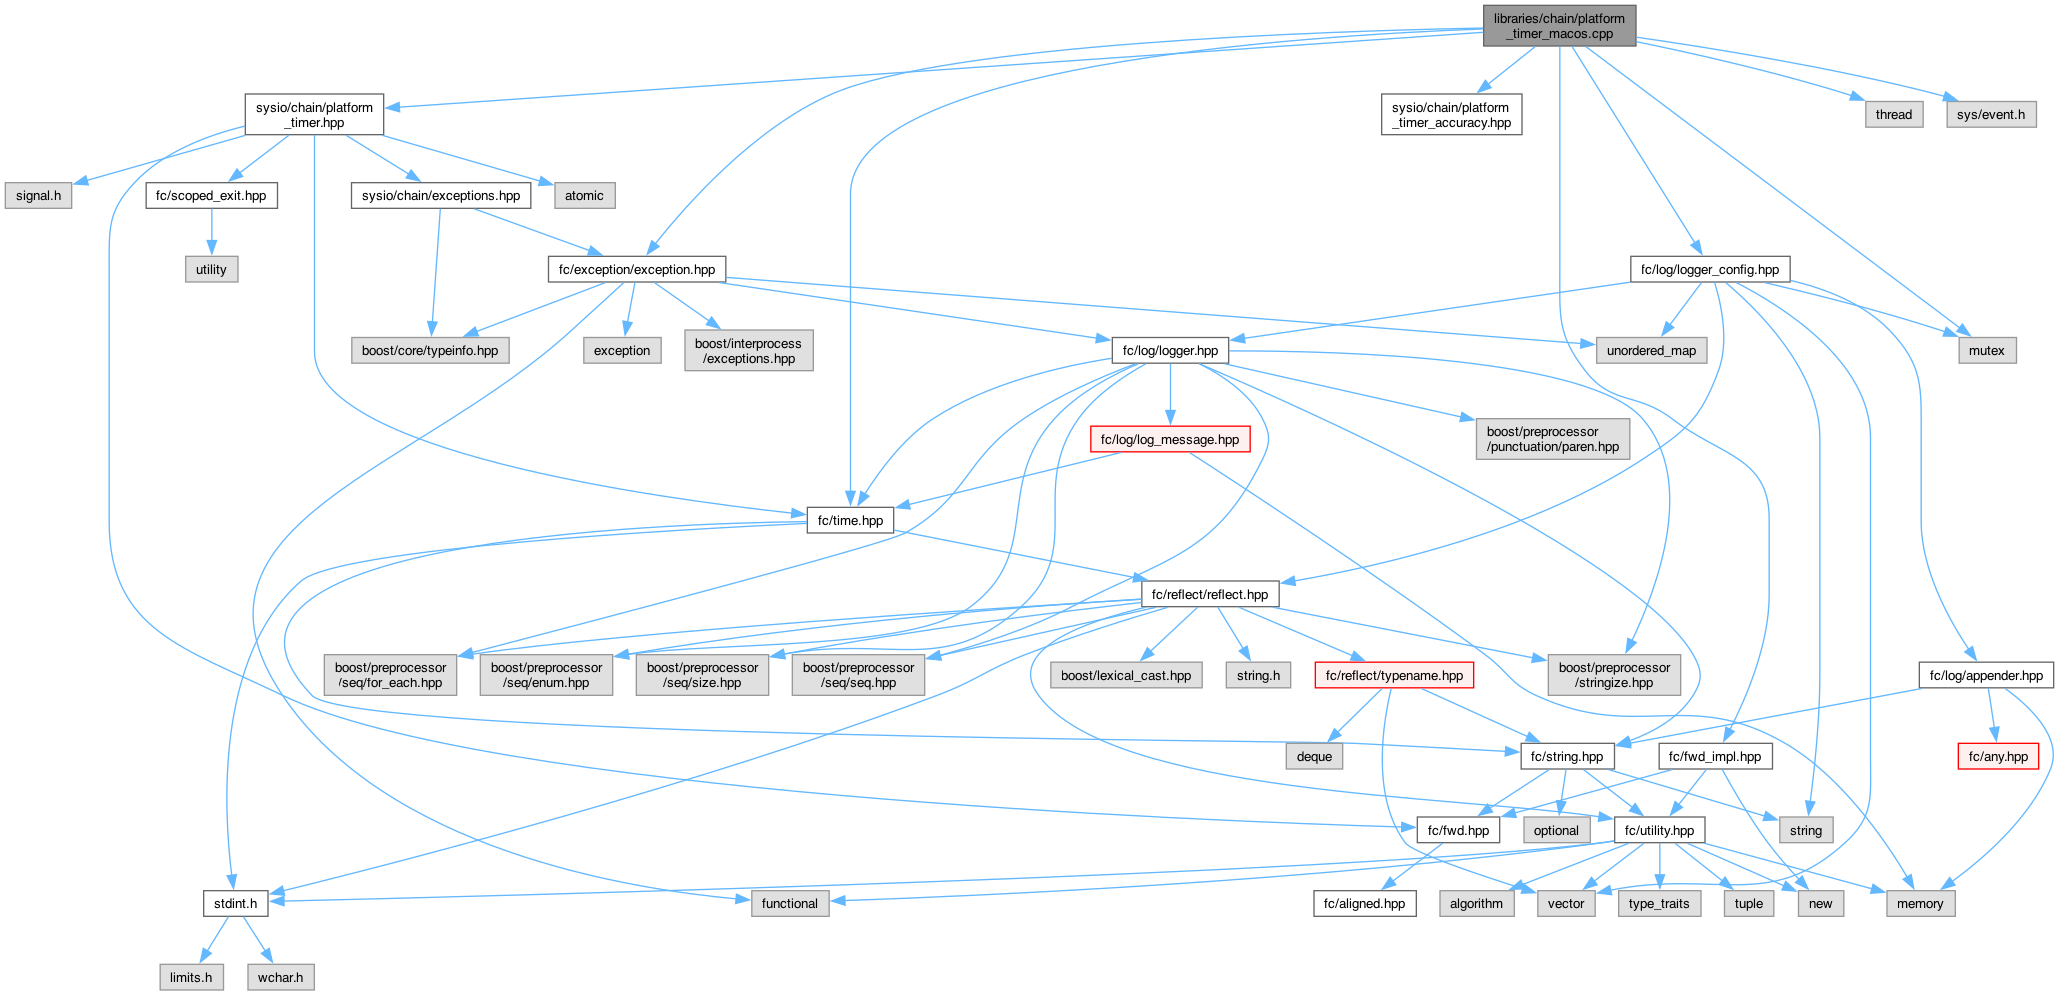 libraries/chain/platform
_timer_macos.cpp
sysio/chain/platform
_timer.hpp
sysio/chain/platform
_timer_accuracy.hpp
thread
sys/event.h
signal.h
fc/scoped_exit.hpp
sysio/chain/exceptions.hpp
atomic
utility
fc/exception/exception.hpp
fc/log/logger_config.hpp
boost/core/typeinfo.hpp
exception
boost/interprocess
/exceptions.hpp
fc/log/logger.hpp
unordered_map
mutex
fc/log/log_message.hpp
boost/preprocessor
/punctuation/paren.hpp
fc/time.hpp
fc/reflect/reflect.hpp
boost/preprocessor
/seq/for_each.hpp
boost/preprocessor
/seq/enum.hpp
boost/preprocessor
/seq/size.hpp
boost/preprocessor
/seq/seq.hpp
boost/lexical_cast.hpp
string.h
fc/reflect/typename.hpp
boost/preprocessor
/stringize.hpp
fc/log/appender.hpp
deque
fc/string.hpp
fc/fwd_impl.hpp
fc/any.hpp
fc/fwd.hpp
optional
fc/utility.hpp
string
stdint.h
functional
fc/aligned.hpp
algorithm
vector
type_traits
tuple
new
memory
limits.h
wchar.h